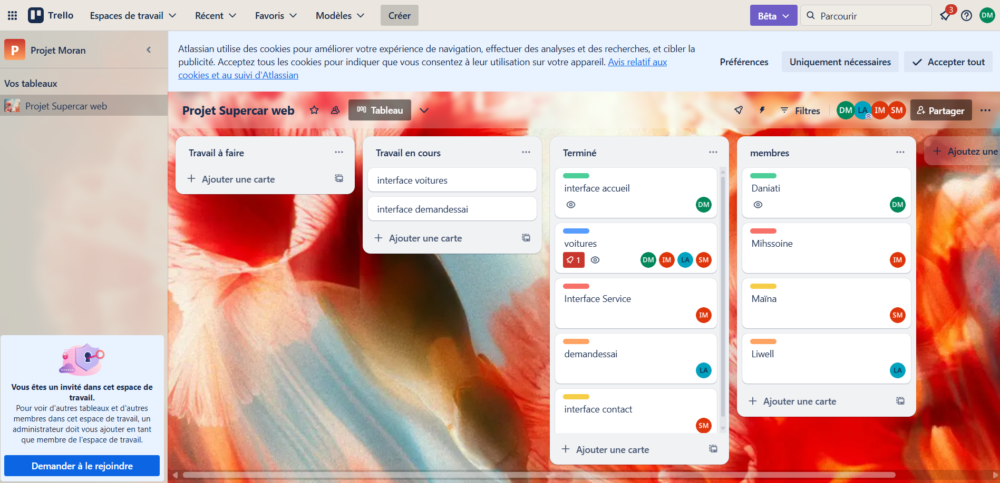 Trello
Espaces de travail
Récent
Favoris
Modèles
Créer
Bêta
Parcourir
3
DM
P
Projet Moran
Vos tableaux
Projet Supercar web
Atlassian utilise des cookies pour améliorer votre expérience de navigation, effectuer des analyses et des recherches, et cibler la
publicité. Acceptez tous les cookies pour indiquer que vous consentez à leur utilisation sur votre appareil. Avis relatif aux
cookies et au suivi d'Atlassian
Préférences
Uniquement nécessaires
Accepter tout
Projet Supercar web
Tableau
Filtres
DM
LA
IM
SM
Partager
Travail à faire
Ajouter une carte
Travail en cours
interface voitures
interface demandessai
Ajouter une carte
Terminé
interface accueil
DM
voitures
1
DM
IM
LA
SM
Interface Service
IM
demandessai
LA
interface contact
SM
Ajouter une carte
membres
Daniati
DM
Mihssoine
IM
Maïna
SM
Liwell
LA
Ajouter une carte
Ajoutez une
Vous êtes un invité dans cet espace de
travail.
Pour voir d'autres tableaux et d'autres
membres dans cet espace de travail, un
administrateur doit vous ajouter en tant
que membre de l'espace de travail.
Demander à le rejoindre